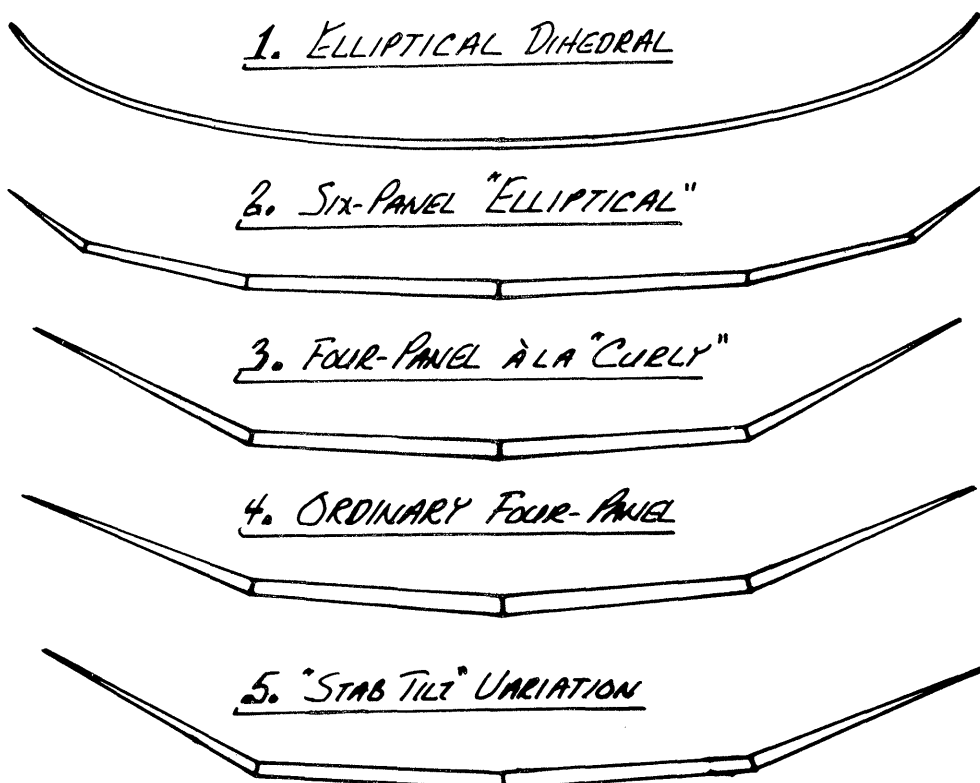 1. ELLIPTICAL DIHEDRAL
2. SIX-PANEL "ELLIPTICAL"
3. FOUR-PANEL À LA "CURLY"
4. ORDINARY FOUR-PANEL
5. "STAB TILT" VARIATION